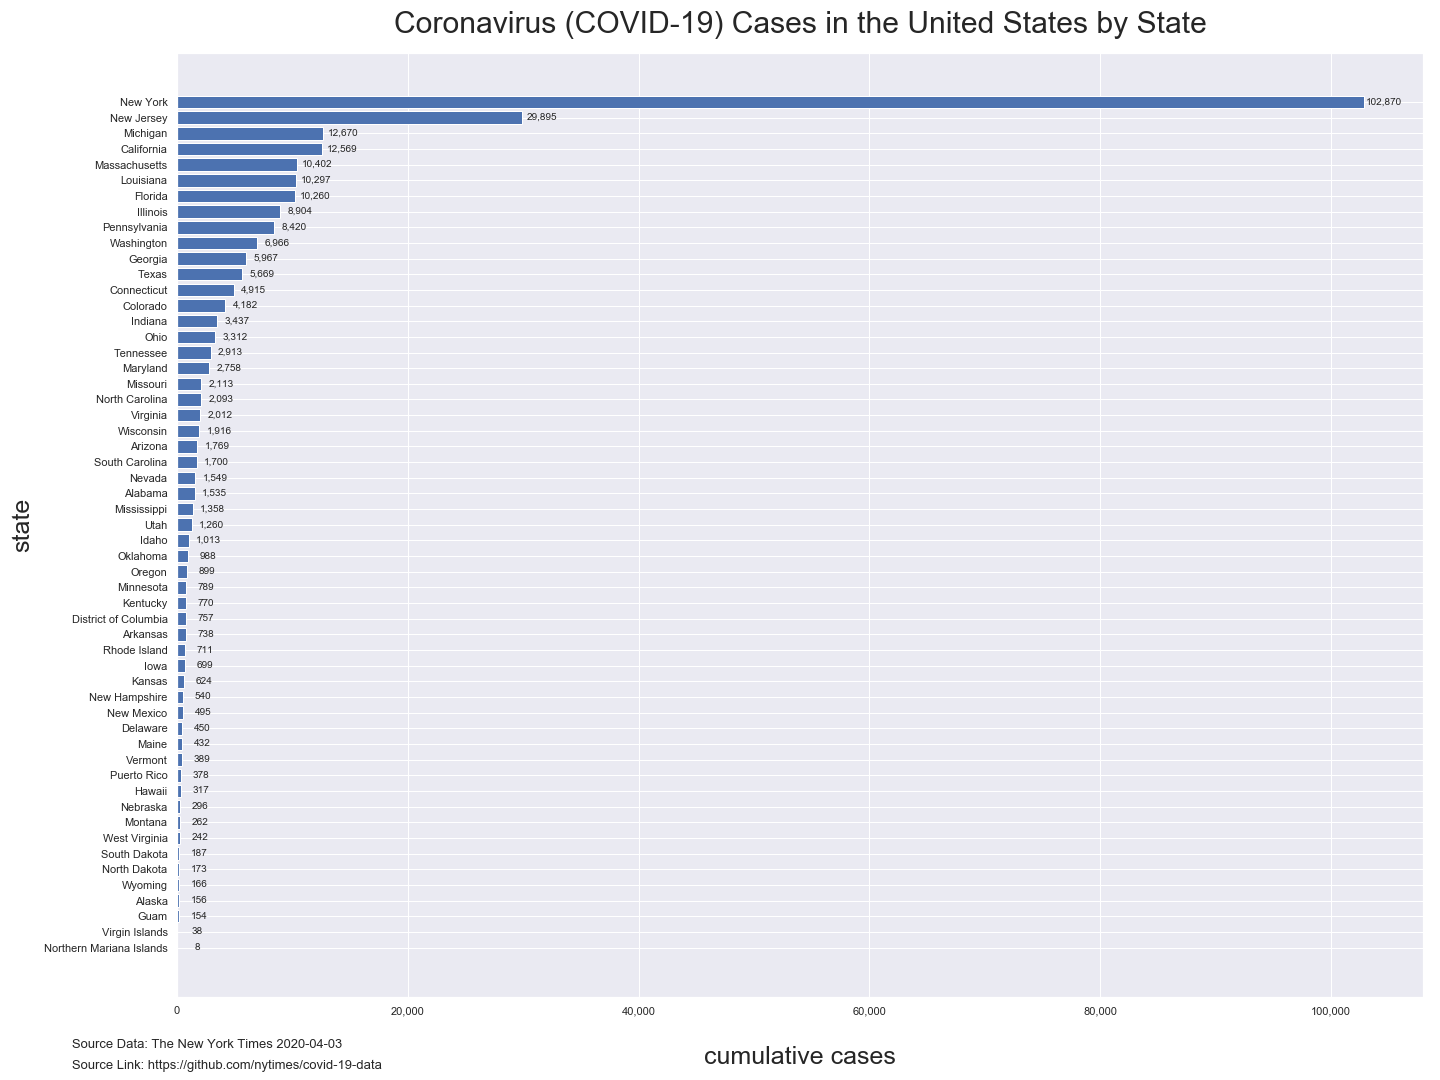 Coronavirus (COVID-19) Cases in the United States by State
New York 102,870
New Jersey 29,895
Michigan 12,670
California 12,569
Massachusetts 10,402
Louisiana 10,297
Florida 10,260
Illinois 8,904
Pennsylvania 8,420
Washington 6,966
Georgia 5,967
Texas 5,669
Connecticut 4,915
Colorado 4,182
Indiana 3,437
Ohio 3,312
Tennessee 2,913
Maryland 2,758
Missouri 2,113
North Carolina 2,093
Virginia 2,012
Wisconsin 1,916
Arizona 1,769
South Carolina 1,700
Nevada 1,549
Alabama 1,535
Mississippi 1,358
Utah 1,260
Idaho 1,013
Oklahoma 988
Oregon 899
Minnesota 789
Kentucky 770
District of Columbia 757
Arkansas 738
Rhode Island 711
Iowa 699
Kansas 624
New Hampshire 540
New Mexico 495
Delaware 450
Maine 432
Vermont 389
Puerto Rico 378
Hawaii 317
Nebraska 296
Montana 262
West Virginia 242
South Dakota 187
North Dakota 173
Wyoming 166
Alaska 156
Guam 154
Virgin Islands 38
Northern Mariana Islands 8
state
0 20,000 40,000 60,000 80,000 100,000
cumulative cases
Source Data: The New York Times 2020-04-03
Source Link: https://github.com/nytimes/covid-19-data